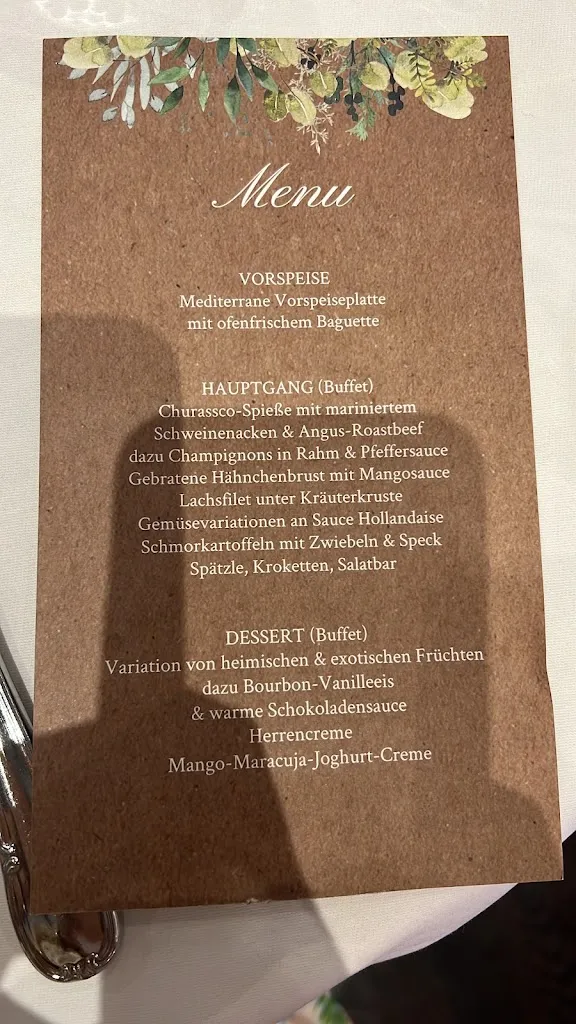 Menu
VORSPEISE
Mediterrane Vorspeiseplatte
mit ofenfrischem Baguette
HAUPTGANG (Buffet)
Churassco-Spieße mit mariniertem
Schweinenacken & Angus-Roastbeef
dazu Champignons in Rahm & Pfeffersauce
Gebratene Hähnchenbrust mit Mangosauce
Lachsfilet unter Kräuterkruste
Gemüsevariationen an Sauce Hollandaise
Schmorkartoffeln mit Zwiebeln & Speck
Spätzle, Kroketten, Salatbar
DESSERT (Buffet)
Variation von heimischen & exotischen Früchten
dazu Bourbon-Vanilleeis
& warme Schokoladensauce
Herrencreme
Mango-Maracuja-Joghurt-Creme